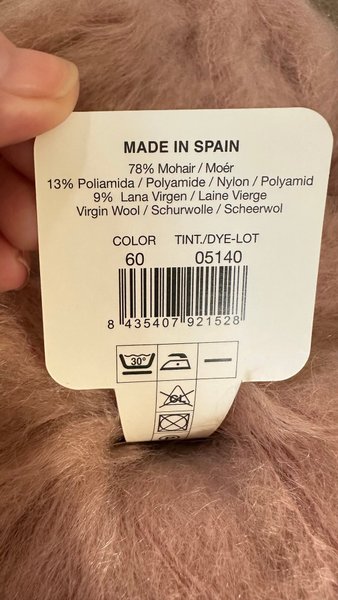 MADE IN SPAIN
78% Mohair / Moér
13% Poliamida / Polyamide / Nylon / Polyamid
9% Lana Virgen / Laine Vierge
Virgin Wool / Schurwolle / Scheerwol
COLOR TINT./DYE-LOT
60 05140
8 435407 921528
30°
CL